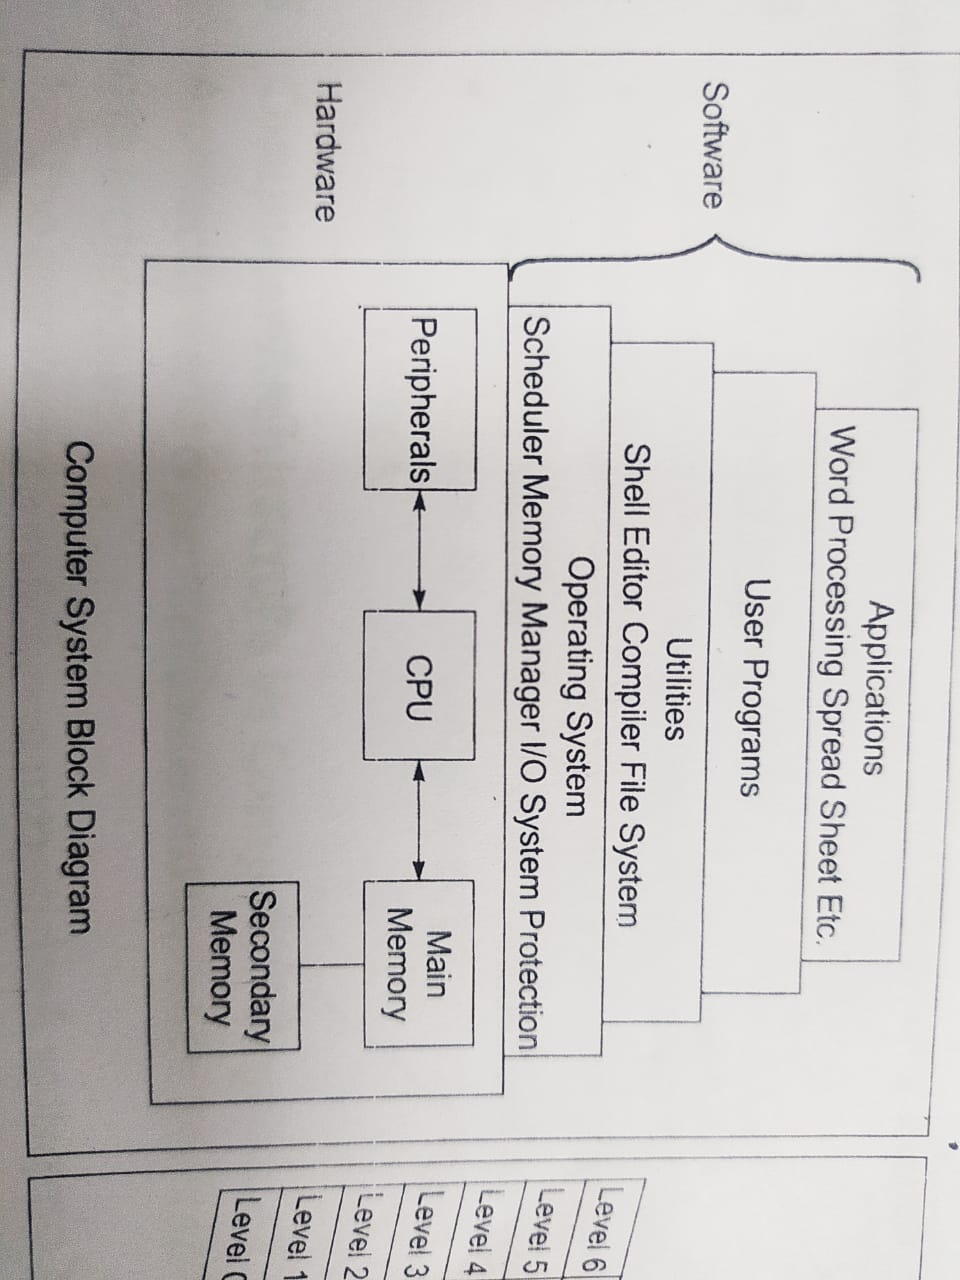 Applications
Word Processing Spread Sheet Etc.
User Programs
Utilities
Shell Editor Compiler File System
Operating System
Scheduler Memory Manager I/O System Protection
Software
Hardware
Peripherals
CPU
Main
Memory
Secondary
Memory
Computer System Block Diagram
Level 6
Level 5
Level 4
Level 3
Level 2
Level 1
Level